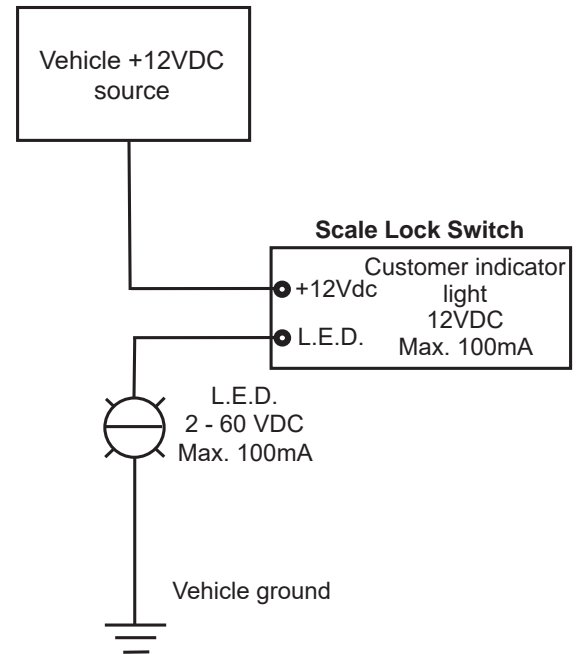 Vehicle +12VDC
source
Scale Lock Switch
Customer indicator
light
12VDC
Max. 100mA
+12Vdc
L.E.D.
L.E.D.
2 - 60 VDC
Max. 100mA
Vehicle ground